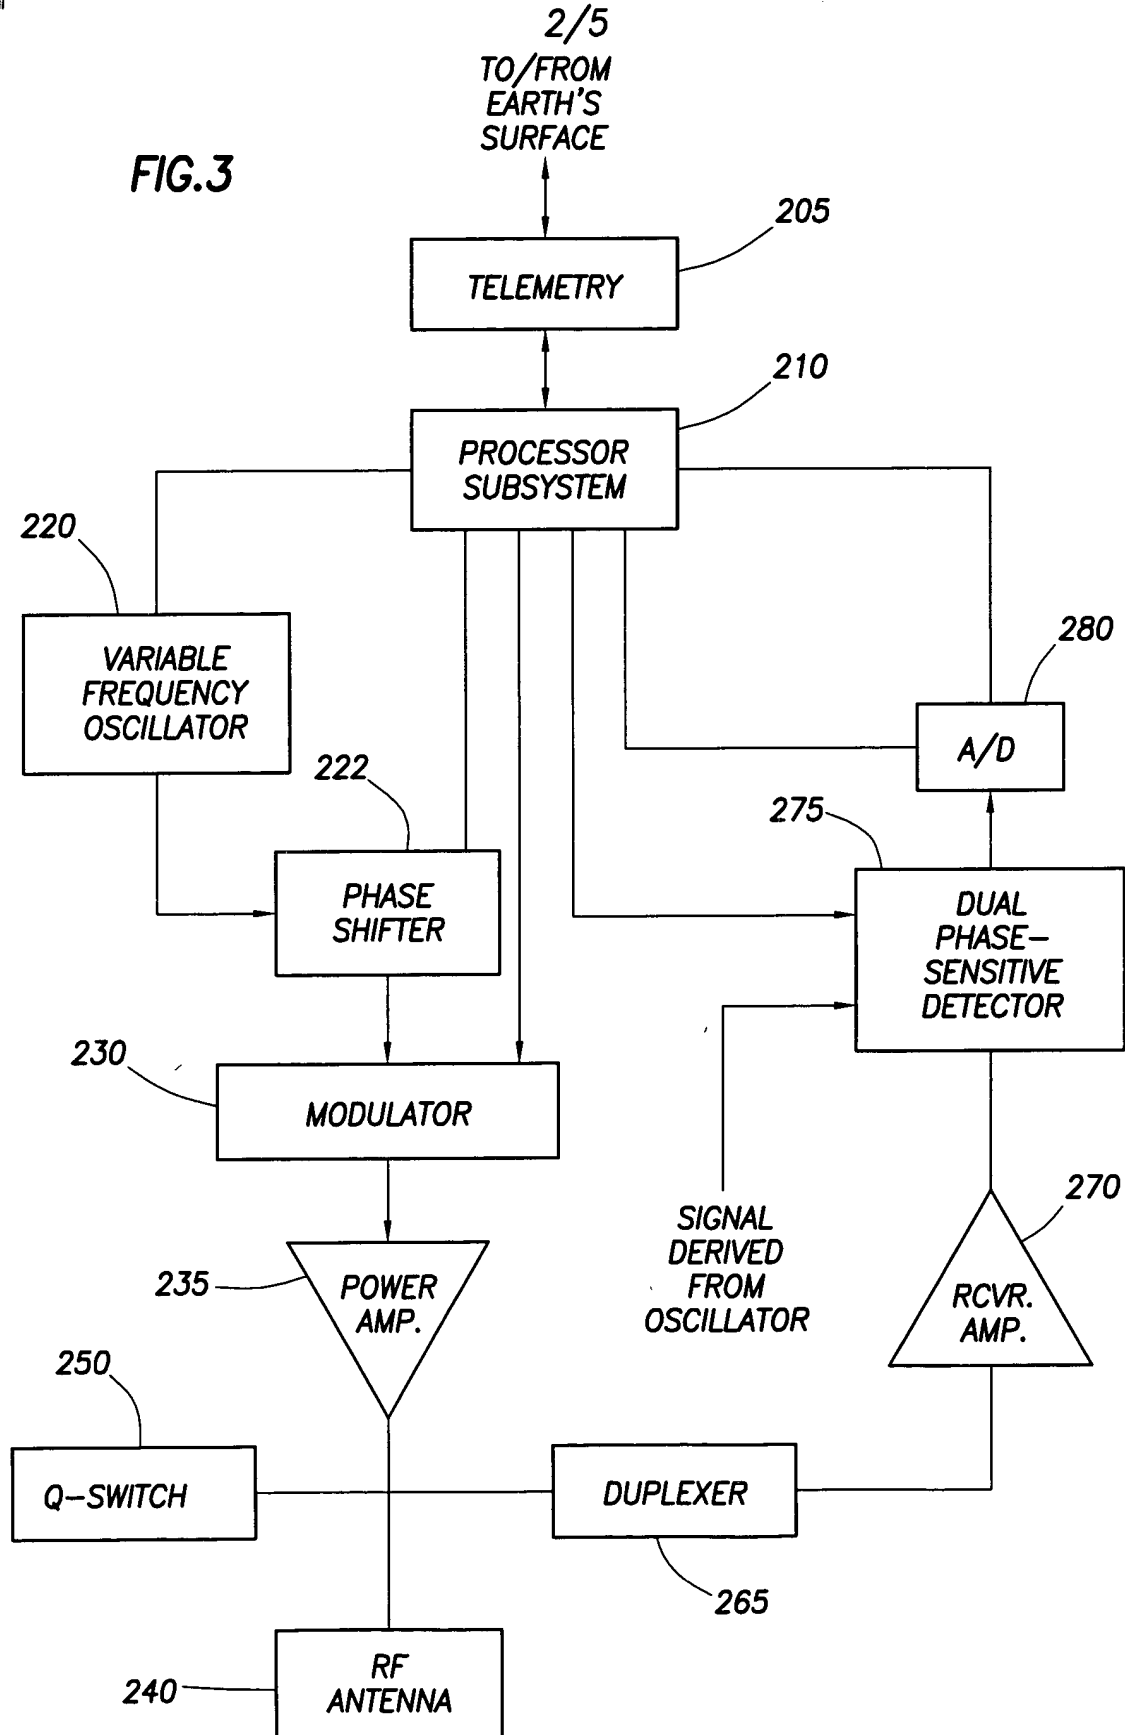 2/5
TO/FROM
EARTH'S
SURFACE
FIG.3
205
TELEMETRY
210
PROCESSOR
SUBSYSTEM
220
VARIABLE
FREQUENCY
OSCILLATOR
280
A/D
222
PHASE
SHIFTER
275
DUAL
PHASE-
SENSITIVE
DETECTOR
230
MODULATOR
270
SIGNAL
DERIVED
FROM
OSCILLATOR
235
POWER
AMP.
RCVR.
AMP.
250
Q-SWITCH
DUPLEXER
265
240
RF
ANTENNA